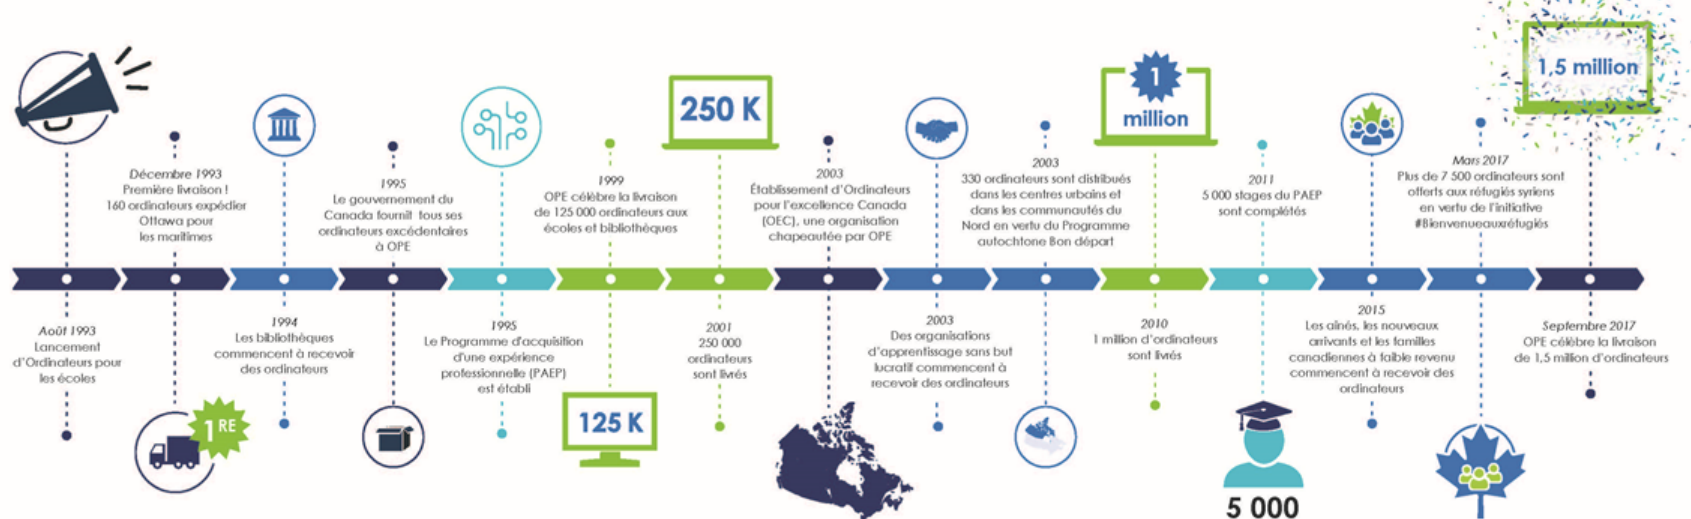 Août 1993
Lancement
d'Ordinateurs pour
les écoles
Décembre 1993
Première livraison !
160 ordinateurs expédier
Ottawa pour
les maritimes
1RE
1994
Les bibliothèques
commencent à recevoir
des ordinateurs
1995
Le gouvernement du
Canada fournit tous ses
ordinateurs excédentaires
à OPE
1995
Le Programme d'acquisition
d'une expérience
professionnelle (PAEP)
est établi
1999
OPE célèbre la livraison
de 125 000 ordinateurs aux
écoles et bibliothèques
125 K
250 K
2001
250 000
ordinateurs
sont livrés
2003
Établissement d'Ordinateurs
pour l'excellence Canada
(OEC), une organisation
chapeautée par OPE
2003
Des organisations
d'apprentissage sans but
lucratif commencent à
recevoir des ordinateurs
2003
330 ordinateurs sont distribués
dans les centres urbains et
dans les communautés du
Nord en vertu du Programme
autochtone Bon départ
1
million
2010
1 million d'ordinateurs
sont livrés
2011
5 000 stages du PAEP
sont complétés
5 000
2015
Les aînés, les nouveaux
arrivants et les familles
canadiennes à faible revenu
commencent à recevoir des
ordinateurs
Mars 2017
Plus de 7 500 ordinateurs sont
offerts aux réfugiés syriens
en vertu de l'initiative
#Bienvenueauxréfugiés
1,5 million
Septembre 2017
OPE célèbre la livraison
de 1,5 million d'ordinateurs